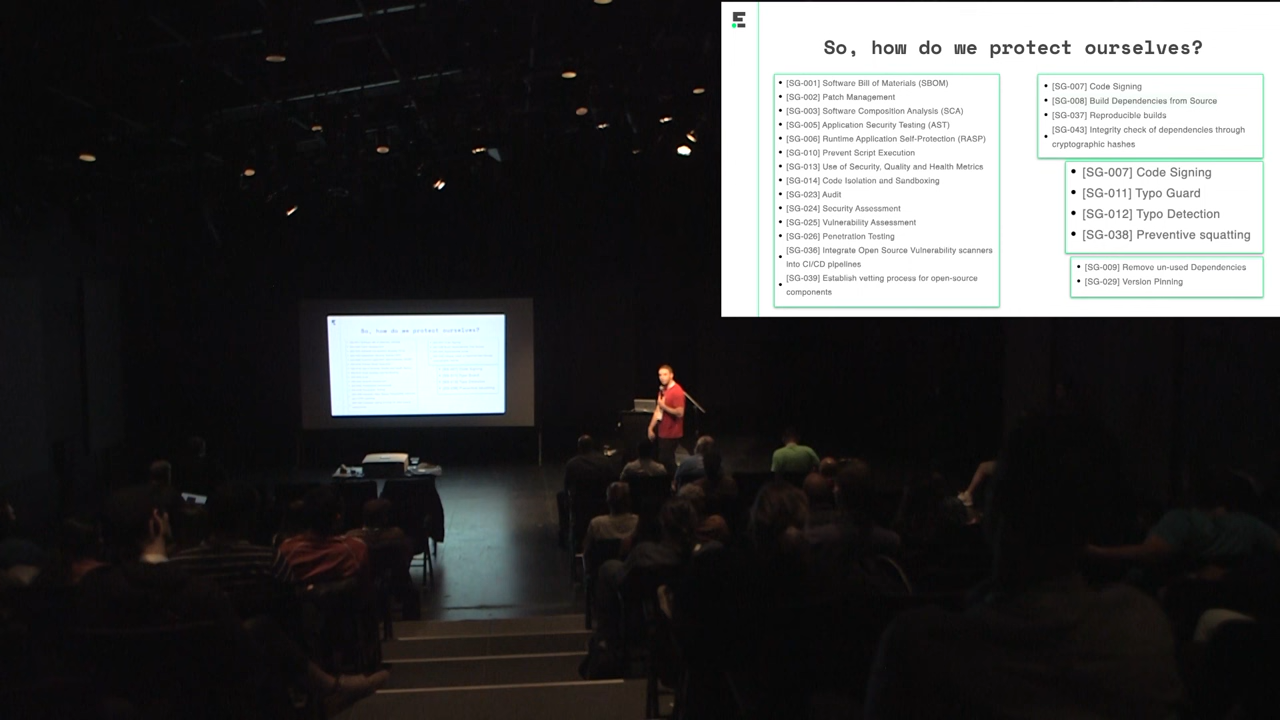 So, how do we protect ourselves?
[SG-001] Software Bill of Materials (SBOM)
[SG-002] Patch Management
[SG-003] Software Composition Analysis (SCA)
[SG-005] Application Security Testing (AST)
[SG-006] Runtime Application Self-Protection (RASP)
[SG-010] Prevent Script Execution
[SG-013] Use of Security, Quality and Health Metrics
[SG-014] Code Isolation and Sandboxing
[SG-023] Audit
[SG-024] Security Assessment
[SG-025] Vulnerability Assessment
[SG-026] Penetration Testing
[SG-036] Integrate Open Source Vulnerability scanners
into CI/CD pipelines
[SG-039] Establish vetting process for open-source
components
[SG-007] Code Signing
[SG-008] Build Dependencies from Source
[SG-037] Reproducible builds
[SG-043] Integrity check of dependencies through
cryptographic hashes
[SG-007] Code Signing
[SG-011] Typo Guard
[SG-012] Typo Detection
[SG-038] Preventive squatting
[SG-009] Remove un-used Dependencies
[SG-029] Version Pinning
So, how do we protect ourselves?